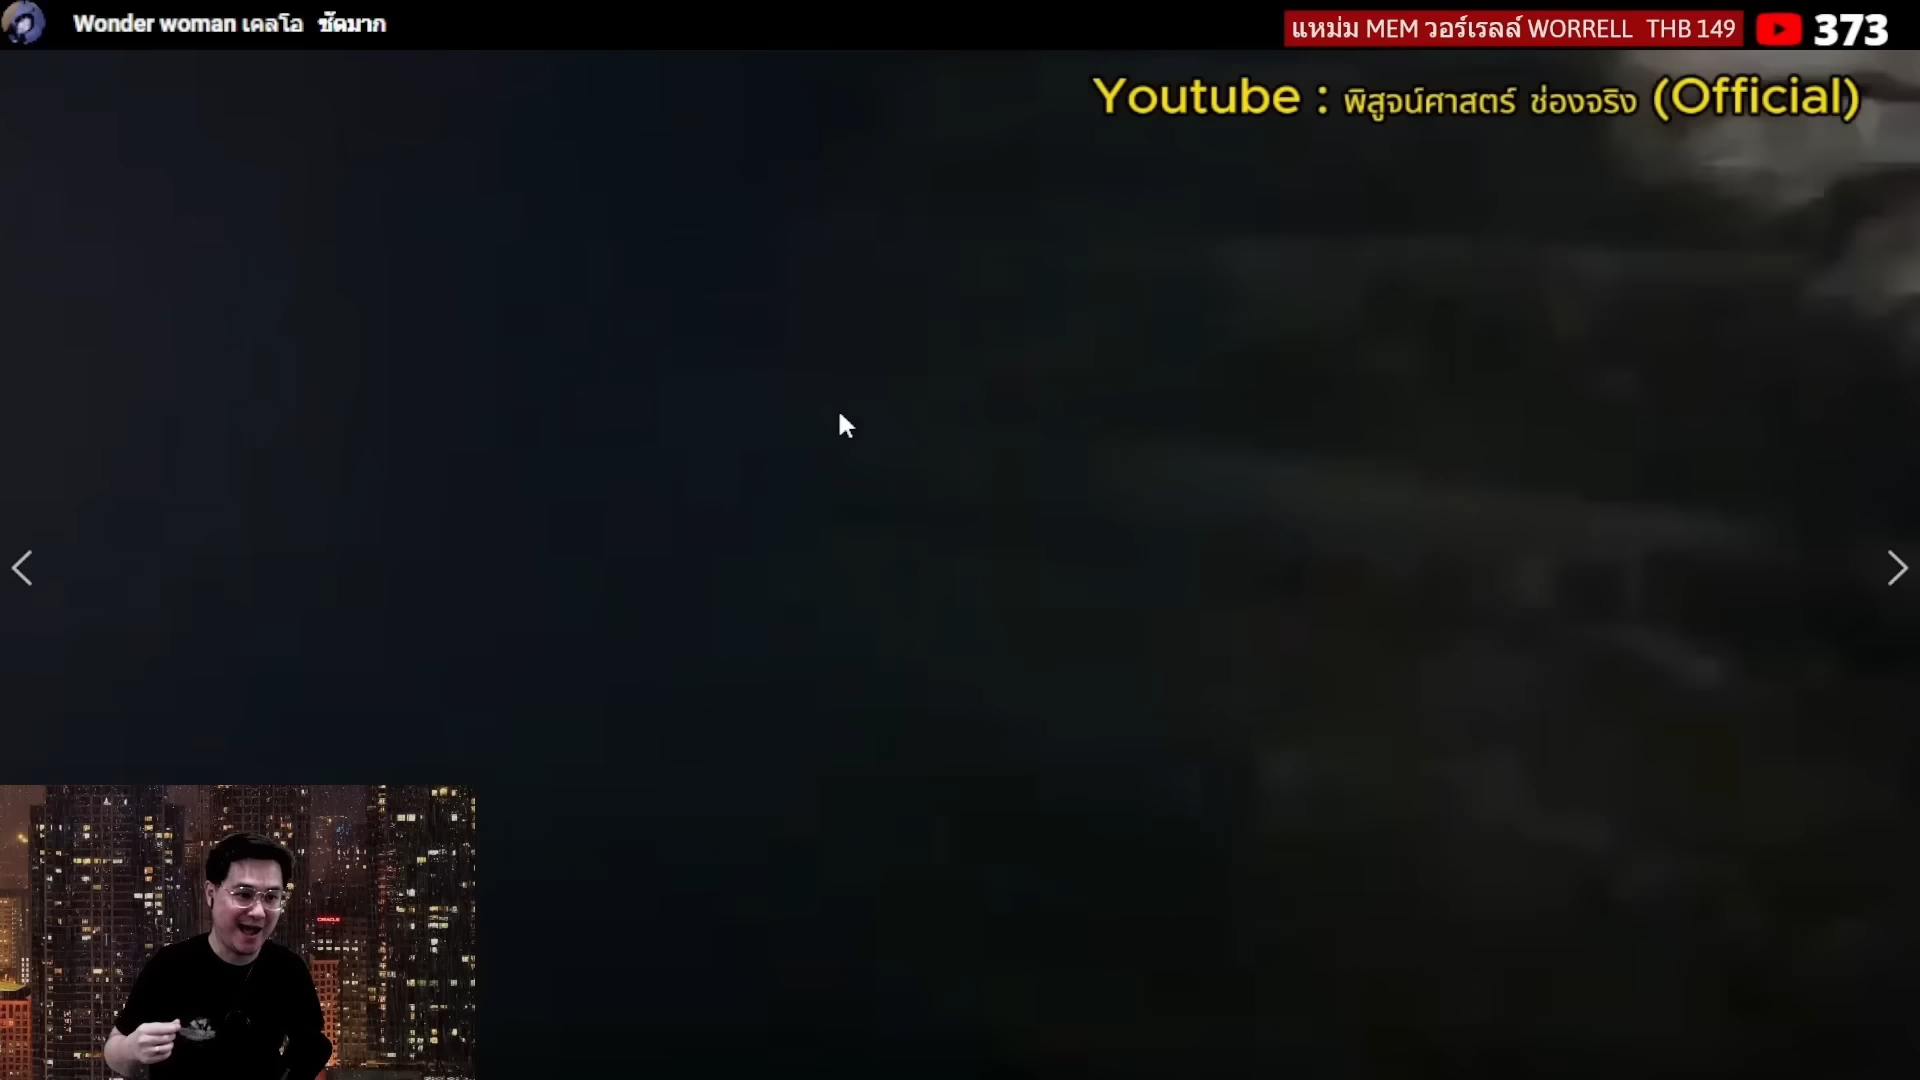 Wonder woman เคลโอ ชัดมาก
แหม่ม MEM วอร์เรลล์ WORRELL THB 149
373
Youtube : พิสูจน์ศาสตร์ ช่องจริง (Official)
ORACLE